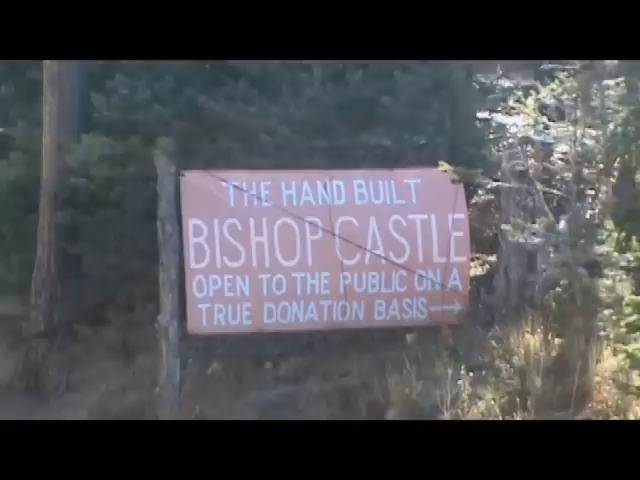 THE HAND BUILT
BISHOP CASTLE
OPEN TO THE PUBLIC ON A
TRUE DONATION BASIS→